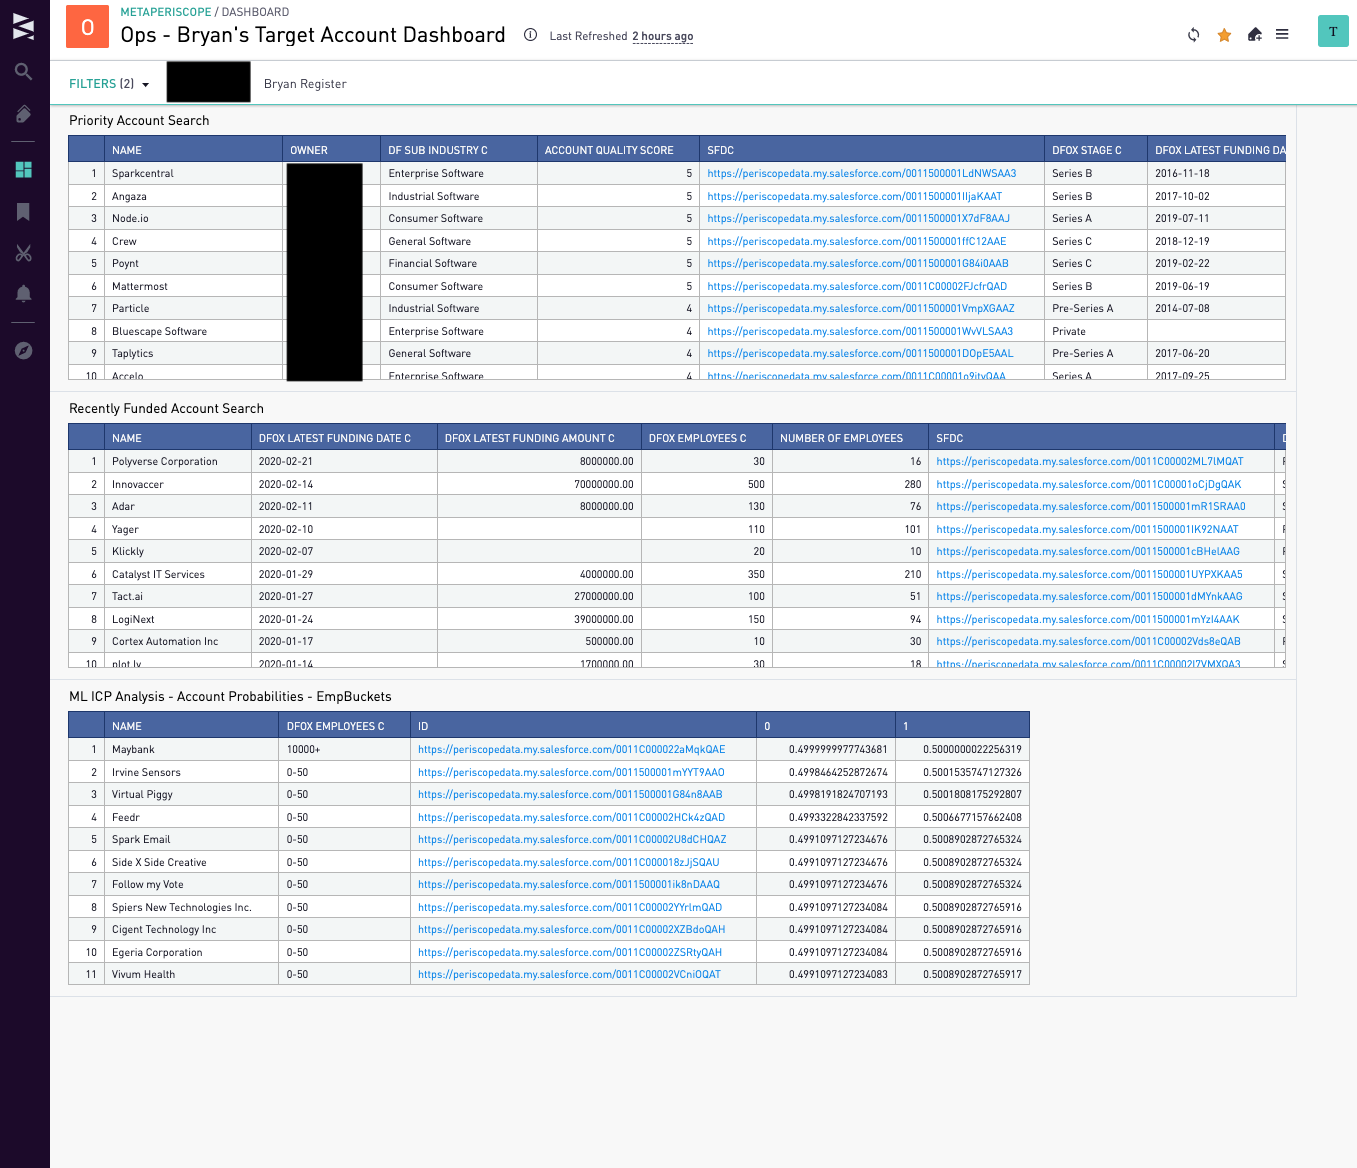 O
METAPERISCOPE / DASHBOARD
Ops - Bryan's Target Account Dashboard
Last Refreshed 2 hours ago
T
FILTERS (2)
Bryan Register
Priority Account Search
NAME OWNER DF SUB INDUSTRY C ACCOUNT QUALITY SCORE SFDC DFOX STAGE C DFOX LATEST FUNDING DA
1 Sparkcentral Enterprise Software 5 https://periscopedata.my.salesforce.com/0011500001LdNWSAA3 Series B 2016-11-18
2 Angaza Industrial Software 5 https://periscopedata.my.salesforce.com/0011500001IIjaKAAT Series B 2017-10-02
3 Node.io Consumer Software 5 https://periscopedata.my.salesforce.com/0011500001X7dF8AAJ Series A 2019-07-11
4 Crew General Software 5 https://periscopedata.my.salesforce.com/0011500001ffC12AAE Series C 2018-12-19
5 Poynt Financial Software 5 https://periscopedata.my.salesforce.com/0011500001G84i0AAB Series C 2019-02-22
6 Mattermost Consumer Software 5 https://periscopedata.my.salesforce.com/0011C00002FJcfrQAD Series B 2019-06-19
7 Particle Industrial Software 4 https://periscopedata.my.salesforce.com/0011500001VmpXGAAZ Pre-Series A 2014-07-08
8 Bluescape Software Enterprise Software 4 https://periscopedata.my.salesforce.com/0011500001WvVLSAA3 Private
9 Taplytics General Software 4 https://periscopedata.my.salesforce.com/0011500001DOpE5AAL Pre-Series A 2017-06-20
10 Accelo Enterprise Software 4 https://periscopedata.my.salesforce.com/0011C00001o9ityQAA Series A 2017-09-25
Recently Funded Account Search
NAME DFOX LATEST FUNDING DATE C DFOX LATEST FUNDING AMOUNT C DFOX EMPLOYEES C NUMBER OF EMPLOYEES SFDC
1 Polyverse Corporation 2020-02-21 8000000.00 30 16 https://periscopedata.my.salesforce.com/0011C00002ML7lMQAT
2 Innovaccer 2020-02-14 70000000.00 500 280 https://periscopedata.my.salesforce.com/0011C00001oCjDgQAK
3 Adar 2020-02-11 8000000.00 130 76 https://periscopedata.my.salesforce.com/0011500001mR1SRAA0
4 Yager 2020-02-10 110 101 https://periscopedata.my.salesforce.com/0011500001IK92NAAT
5 Klickly 2020-02-07 20 10 https://periscopedata.my.salesforce.com/0011500001cBHelAAG
6 Catalyst IT Services 2020-01-29 4000000.00 350 210 https://periscopedata.my.salesforce.com/0011500001UYPXKAA5
7 Tact.ai 2020-01-27 27000000.00 100 51 https://periscopedata.my.salesforce.com/0011500001dMYnkAAG
8 LogiNext 2020-01-24 39000000.00 150 94 https://periscopedata.my.salesforce.com/0011500001mYzI4AAK
9 Cortex Automation Inc 2020-01-17 500000.00 10 30 https://periscopedata.my.salesforce.com/0011C00002Vds8eQAB
10 plot.ly 2020-01-14 1700000.00 30 18 https://periscopedata.my.salesforce.com/0011C00002I7VMXQA3
ML ICP Analysis - Account Probabilities - EmpBuckets
NAME DFOX EMPLOYEES C ID 0 1
1 Maybank 10000+ https://periscopedata.my.salesforce.com/0011C000022aMqkQAE 0.4999999977743681 0.5000000022256319
2 Irvine Sensors 0-50 https://periscopedata.my.salesforce.com/0011500001mYYT9AAO 0.4998464252872674 0.5001535747127326
3 Virtual Piggy 0-50 https://periscopedata.my.salesforce.com/0011500001G84n8AAB 0.4998191824707193 0.5001808175292807
4 Feedr 0-50 https://periscopedata.my.salesforce.com/0011C00002HCk4zQAD 0.4993322842337592 0.5006677157662408
5 Spark Email 0-50 https://periscopedata.my.salesforce.com/0011C00002U8dCHQAZ 0.4991097127234676 0.5008902872765324
6 Side X Side Creative 0-50 https://periscopedata.my.salesforce.com/0011C000018zJjSQAU 0.4991097127234676 0.5008902872765324
7 Follow my Vote 0-50 https://periscopedata.my.salesforce.com/0011500001ik8nDAAQ 0.4991097127234676 0.5008902872765324
8 Spiers New Technologies Inc. 0-50 https://periscopedata.my.salesforce.com/0011C00002YYrlmQAD 0.4991097127234084 0.5008902872765916
9 Cigent Technology Inc 0-50 https://periscopedata.my.salesforce.com/0011C00002XZBdoQAH 0.4991097127234084 0.5008902872765916
10 Egeria Corporation 0-50 https://periscopedata.my.salesforce.com/0011C00002ZSRtyQAH 0.4991097127234084 0.5008902872765916
11 Vivum Health 0-50 https://periscopedata.my.salesforce.com/0011C00002VCniOQAT 0.4991097127234083 0.5008902872765917